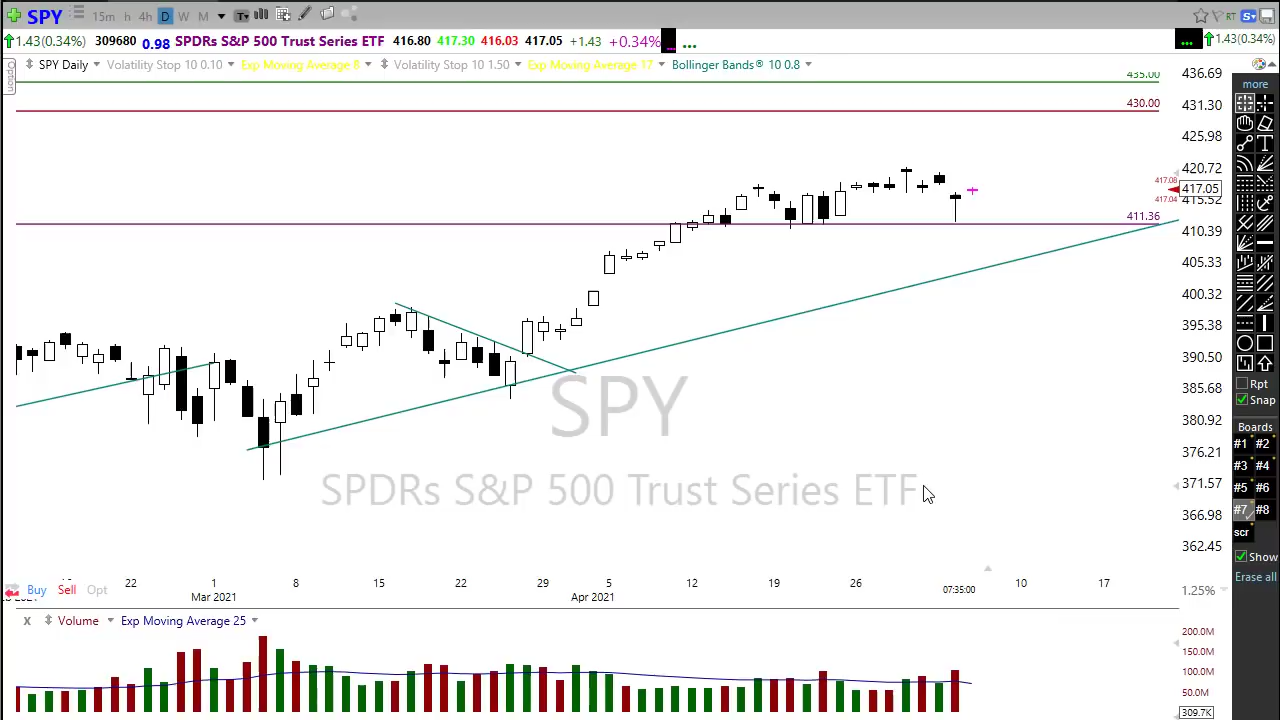 SPY 15m h 4h D W M T RT S
1.43(0.34%) 309680 0.98 SPDRs S&P 500 Trust Series ETF 416.80 417.30 416.03 417.05 +1.43 +0.34% ... ... 1.43(0.34%)
SPY Daily Volatility Stop 10 0.10 Exp Moving Average 8 Volatility Stop 10 1.50 Exp Moving Average 17 Bollinger Bands® 10 0.8
Option
435.00 436.69
more
430.00 431.30
425.98
420.72
417.08
417.05
417.04 415.52
411.36
410.39
405.33
400.32
395.38
390.50
Rpt
385.68
Snap
SPY
380.92
Boards
#1 #2
376.21
#3 #4
SPDRs S&P 500 Trust Series ETF
371.57
#5 #6
366.98
#7 #8
scr
362.45
Show
22 1 8 15 22 29 5 12 19 26 10 17
Erase all
Buy Sell Opt 07:35:00 1.25%
Mar 2021 Apr 2021
X Volume Exp Moving Average 25
200.0M
150.0M
100.0M
50.0M
309.7K